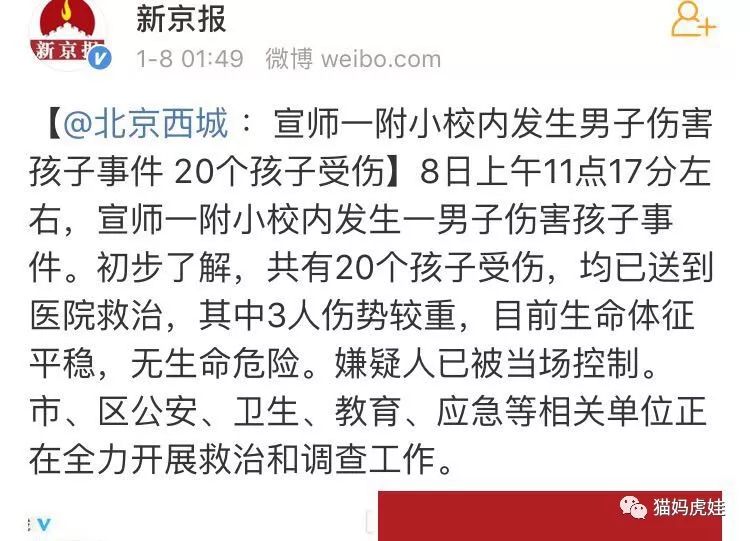 新京报
新京报
1-8 01:49 微博 weibo.com
【@北京西城 ：宣师一附小校内发生男子伤害
孩子事件 20个孩子受伤】8日上午11点17分左
右，宣师一附小校内发生一男子伤害孩子事
件。初步了解，共有20个孩子受伤，均已送到
医院救治，其中3人伤势较重，目前生命体征
平稳，无生命危险。嫌疑人已被当场控制。
市、区公安、卫生、教育、应急等相关单位正
在全力开展救治和调查工作。
猫妈虎娃